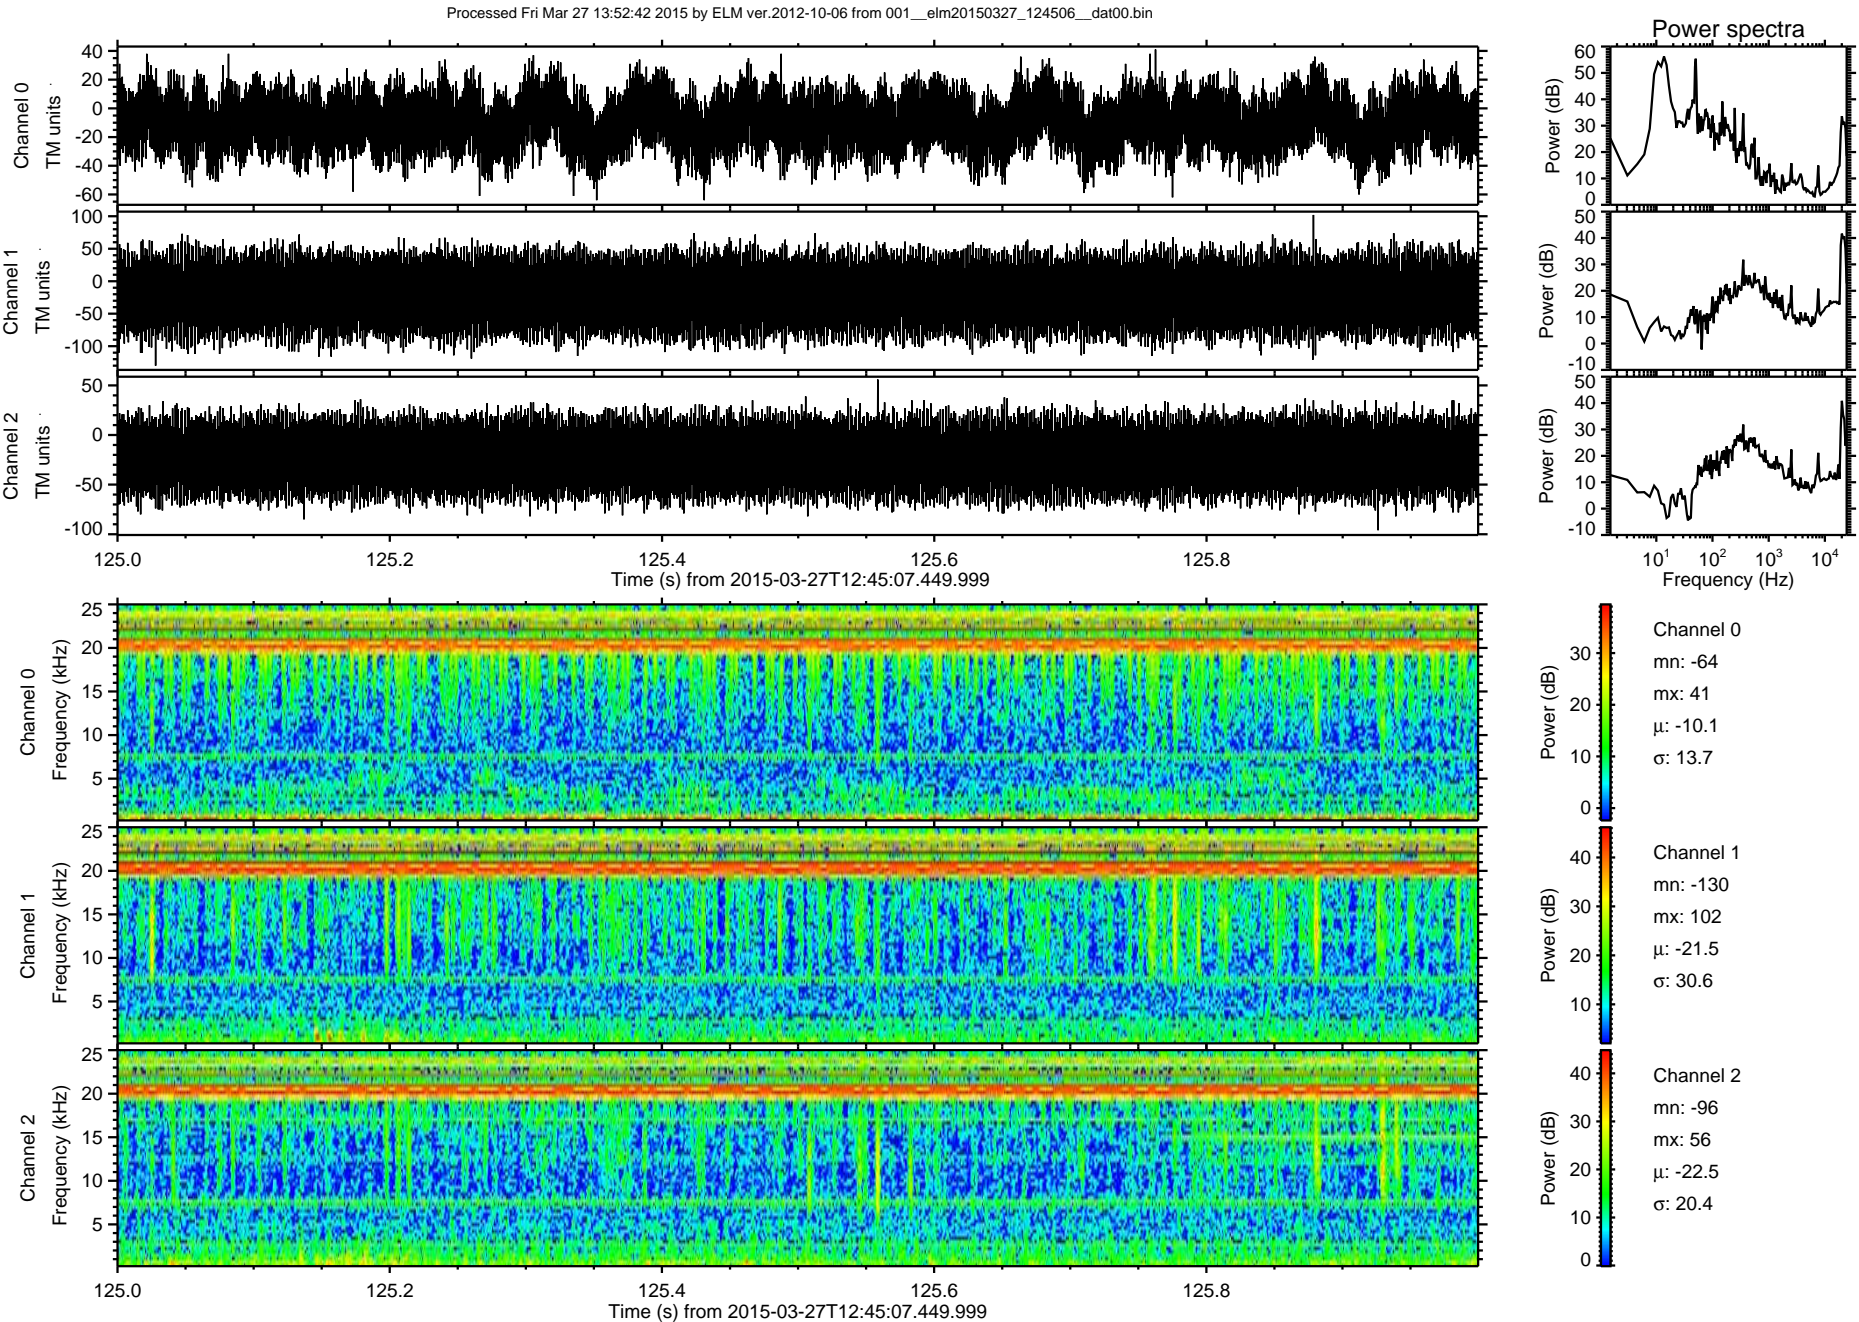 Processed Fri Mar 27 13:52:42 2015 by ELM ver.2012-10-06 from 001__elm20150327_124506__dat00.bin
Power spectra
Channel 0
TM units
40
20
0
-20
-40
-60
Power (dB)
60
50
40
30
20
10
0
Channel 1
TM units
100
50
0
-50
-100
Power (dB)
50
40
30
20
10
0
-10
Channel 2
TM units
50
0
-50
-100
Power (dB)
50
40
30
20
10
0
-10
125.0 125.2 125.4 125.6 125.8
Time (s) from 2015-03-27T12:45:07.449.999
10¹ 10² 10³ 10⁴
Frequency (Hz)
Channel 0
Frequency (kHz)
25
20
15
10
5
Power (dB)
30
20
10
0
Channel 0
mn: -64
mx: 41
μ: -10.1
σ: 13.7
Channel 1
Frequency (kHz)
25
20
15
10
5
Power (dB)
40
30
20
10
Channel 1
mn: -130
mx: 102
μ: -21.5
σ: 30.6
Channel 2
Frequency (kHz)
25
20
15
10
5
Power (dB)
40
30
20
10
0
Channel 2
mn: -96
mx: 56
μ: -22.5
σ: 20.4
125.0 125.2 125.4 125.6 125.8
Time (s) from 2015-03-27T12:45:07.449.999